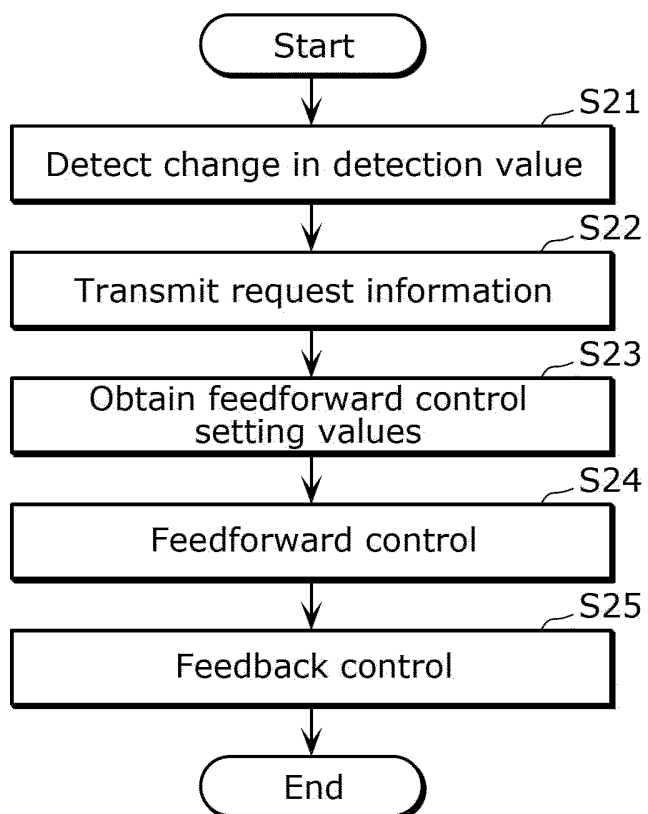 Start
S21
Detect change in detection value
S22
Transmit request information
S23
Obtain feedforward control
setting values
S24
Feedforward control
S25
Feedback control
End